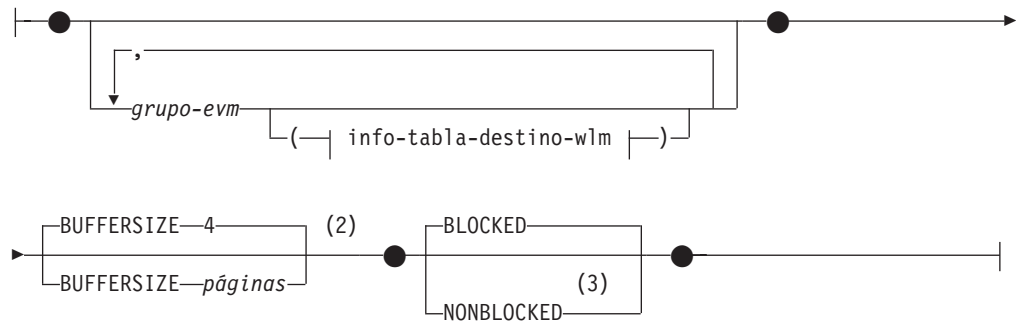 ,
grupo-evm
( info-tabla-destino-wlm )
BUFFERSIZE 4 (2) BLOCKED
BUFFERSIZE páginas (3)
NONBLOCKED